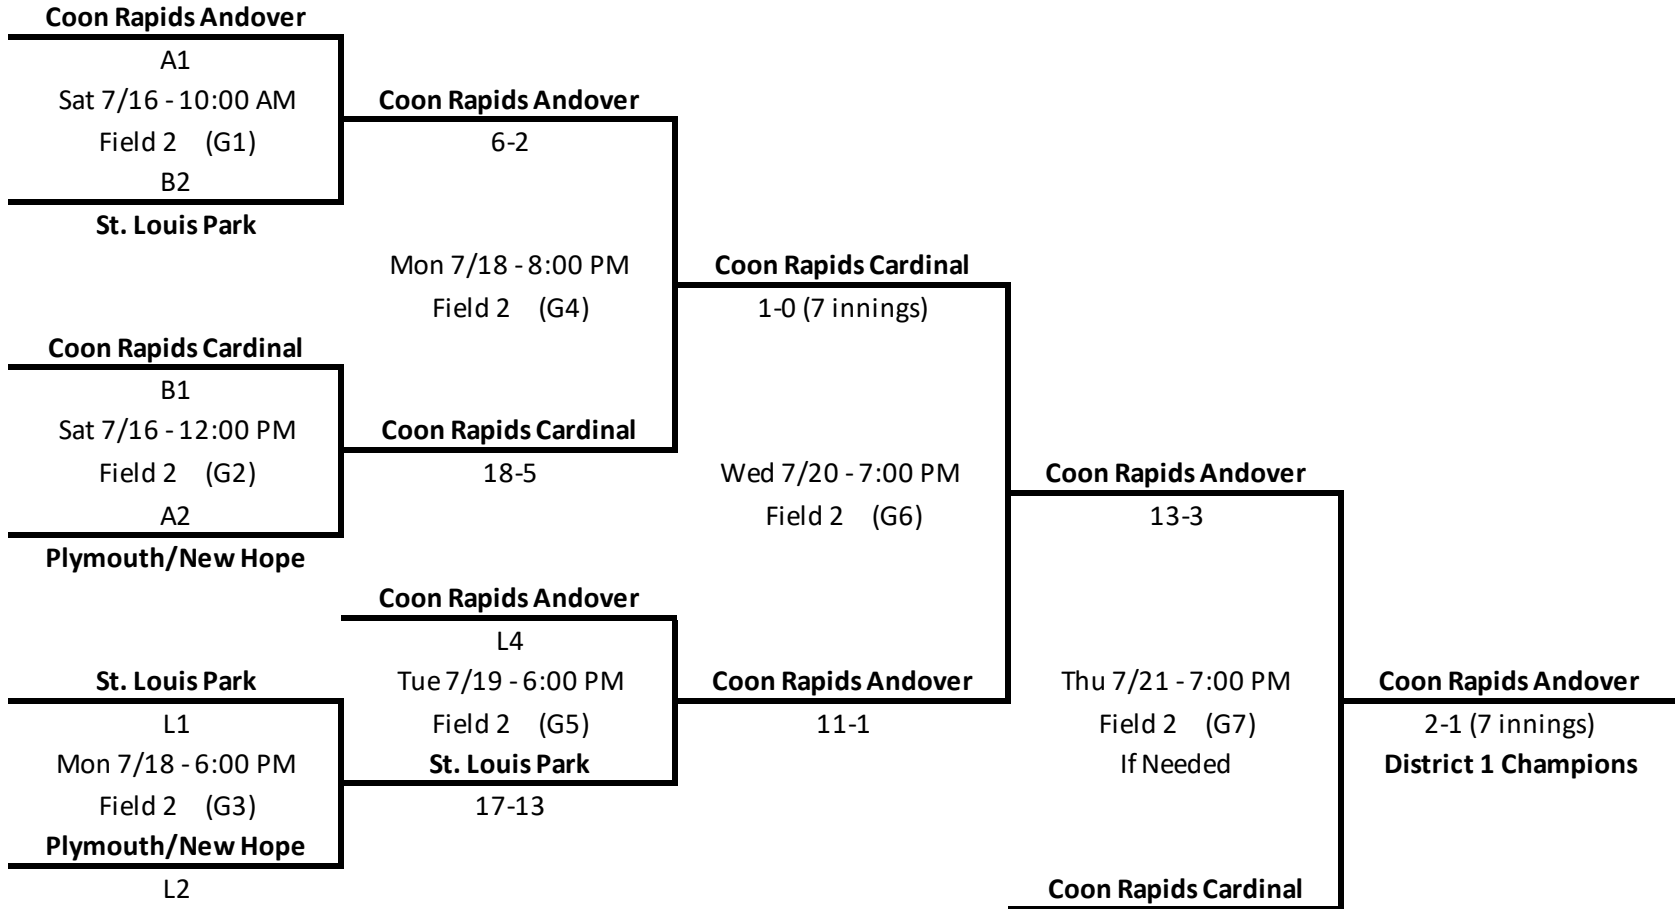 Coon Rapids Andover
A1
Sat 7/16 - 10:00 AM
Field 2 (G1)
B2
St. Louis Park
Coon Rapids Cardinal
B1
Sat 7/16 - 12:00 PM
Field 2 (G2)
A2
Plymouth/New Hope
St. Louis Park
L1
Mon 7/18 - 6:00 PM
Field 2 (G3)
Plymouth/New Hope
L2
Coon Rapids Andover
6-2
Mon 7/18 - 8:00 PM
Field 2 (G4)
Coon Rapids Cardinal
18-5
Coon Rapids Andover
L4
Tue 7/19 - 6:00 PM
Field 2 (G5)
St. Louis Park
17-13
Coon Rapids Cardinal
1-0 (7 innings)
Wed 7/20 - 7:00 PM
Field 2 (G6)
Coon Rapids Andover
11-1
Coon Rapids Andover
13-3
Thu 7/21 - 7:00 PM
Field 2 (G7)
If Needed
Coon Rapids Cardinal
Coon Rapids Andover
2-1 (7 innings)
District 1 Champions